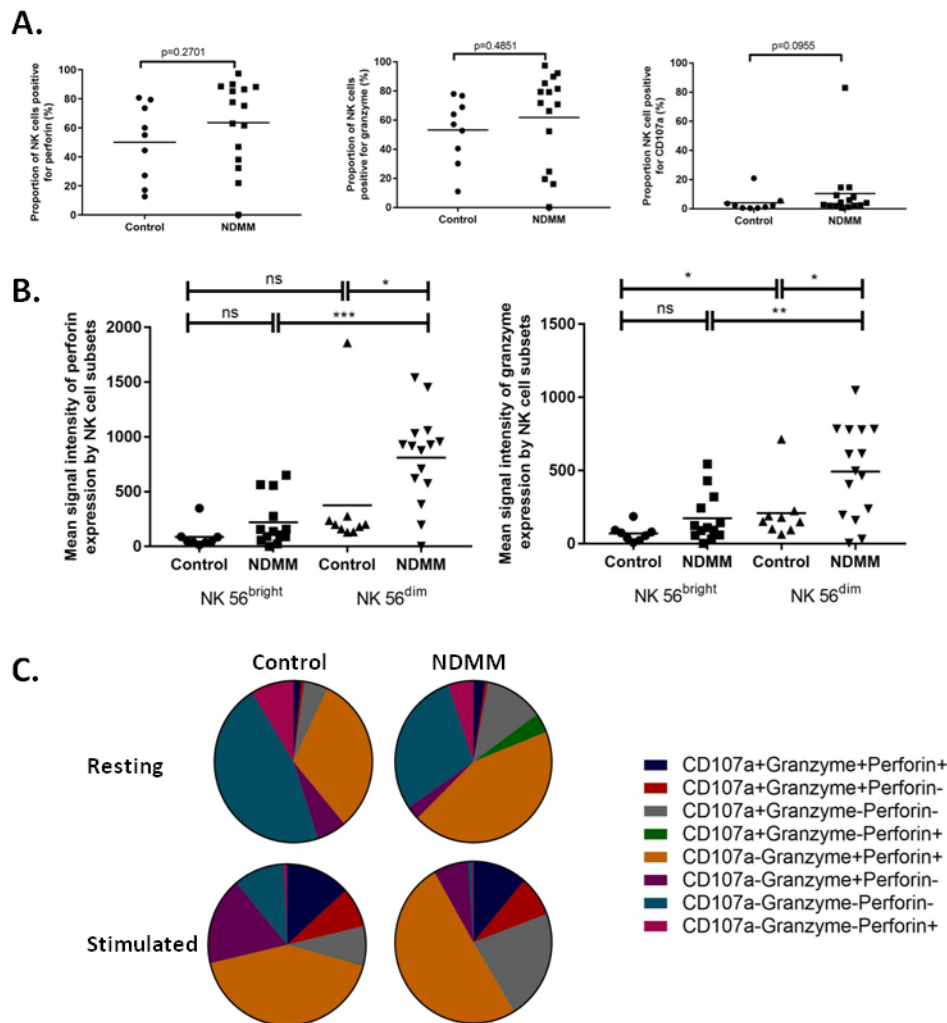 A.
p=0.2701
Proportion of NK cells positive
for perforin (%)
100
80
60
40
20
0
Control
NDMM
p=0.4851
Proportion of NK cells
positive for granzyme (%)
100
80
60
40
20
0
Control
NDMM
p=0.0955
Proportion NK cell positive
for CD107a (%)
100
80
60
40
20
0
Control
NDMM
B.
ns
*
ns
***
Mean signal intensity of perforin
expression by NK cell subsets
2000
1500
1000
500
0
Control
NDMM
Control
NDMM
NK 56bright
NK 56dim
*
*
ns
**
Mean signal intensity of granzyme
expression by NK cell subsets
1500
1000
500
0
Control
NDMM
Control
NDMM
NK 56bright
NK 56dim
C.
Control
NDMM
Resting
Stimulated
CD107a+Granzyme+Perforin+
CD107a+Granzyme+Perforin-
CD107a+Granzyme-Perforin-
CD107a+Granzyme-Perforin+
CD107a-Granzyme+Perforin+
CD107a-Granzyme+Perforin-
CD107a-Granzyme-Perforin-
CD107a-Granzyme-Perforin+